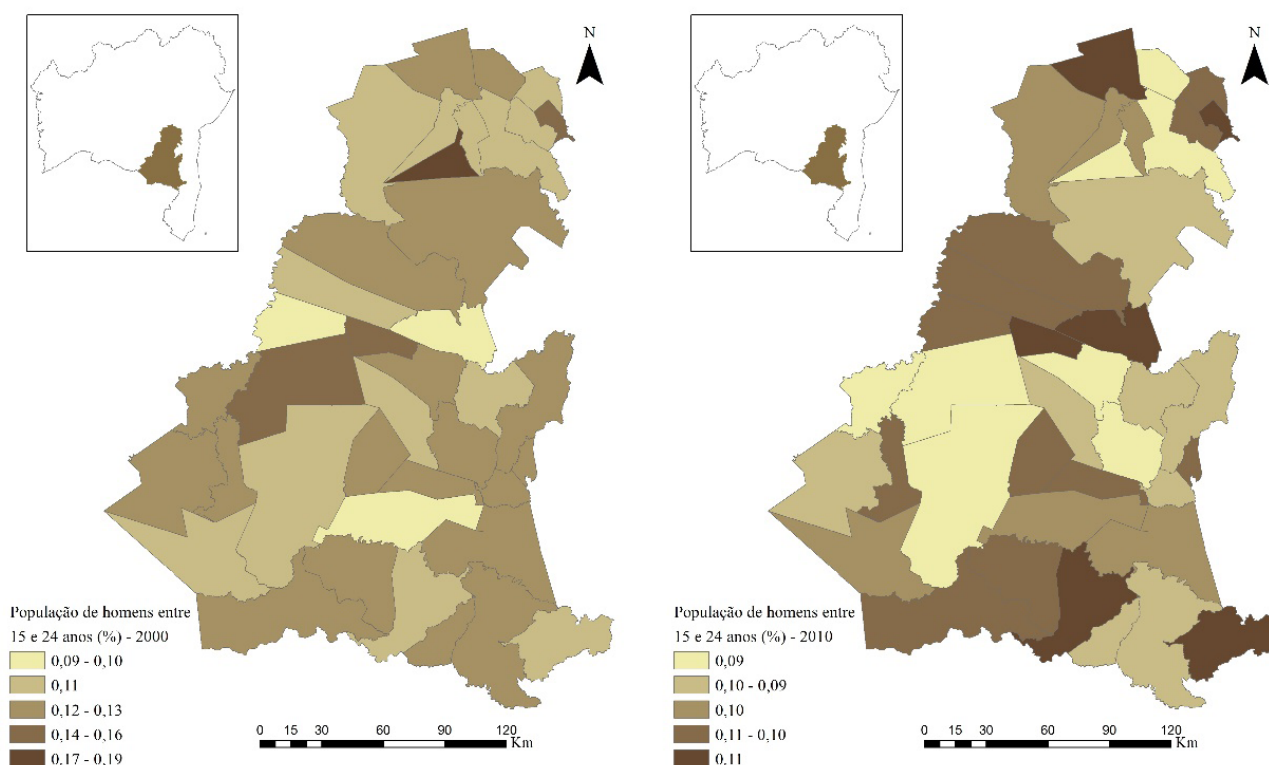 N
População de homens entre
15 e 24 anos (%) - 2000
0,09 - 0,10
0,11
0,12 - 0,13
0,14 - 0,16
0,17 - 0,19
0 15 30 60 90 120
Km
N
População de homens entre
15 e 24 anos (%) - 2010
0,09
0,10 - 0,09
0,10
0,11 - 0,10
0,11
0 15 30 60 90 120
Km